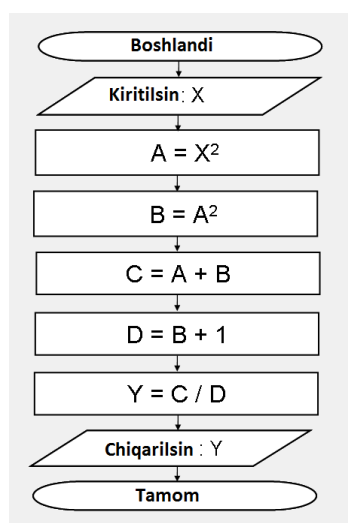 Boshlandi
Kiritilsin: X
A = X²
B = A²
C = A + B
D = B + 1
Y = C / D
Chiqarilsin : Y
Tamom